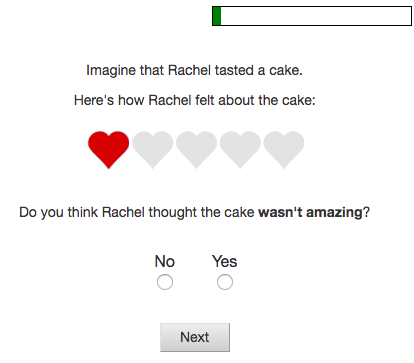 Imagine that Rachel tasted a cake.
Here's how Rachel felt about the cake:
Do you think Rachel thought the cake wasn't amazing?
No Yes
Next